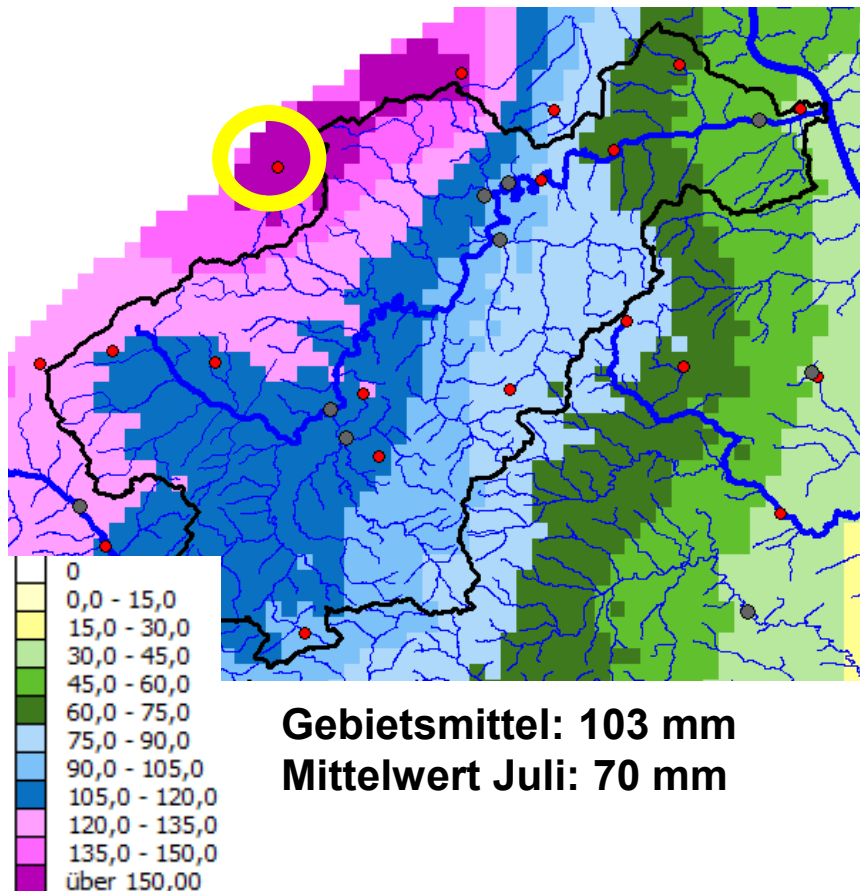 0
0,0 - 15,0
15,0 - 30,0
30,0 - 45,0
45,0 - 60,0
60,0 - 75,0
75,0 - 90,0
90,0 - 105,0
105,0 - 120,0
120,0 - 135,0
135,0 - 150,0
über 150,00
Gebietsmittel: 103 mm
Mittelwert Juli: 70 mm